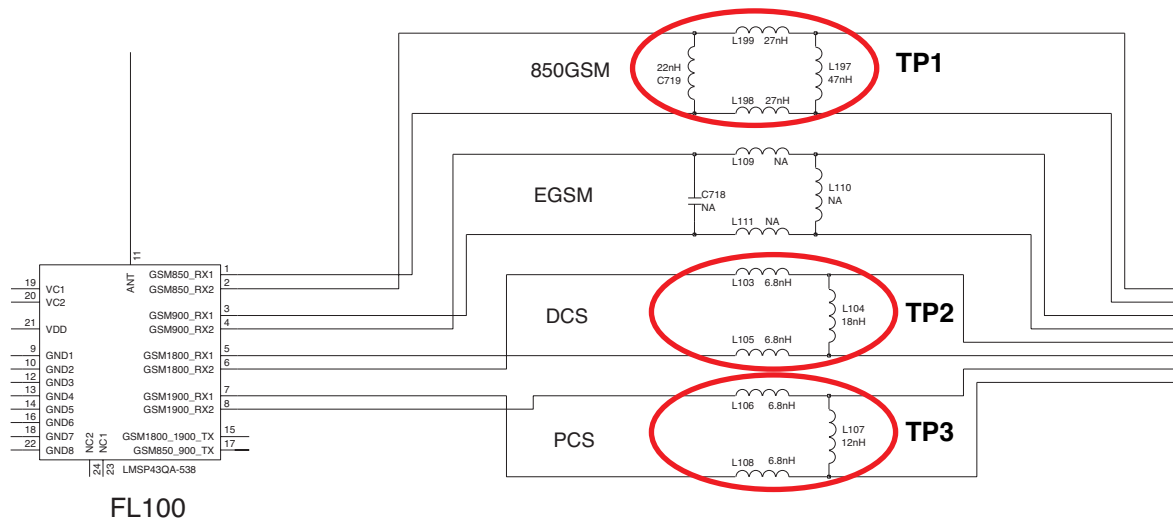 L199 27nH
850GSM
22nH
C719
L197
47nH
TP1
L198 27nH
L109 NA
EGSM
C718
NA
L110
NA
L111 NA
11
ANT
GSM850_RX1 1
GSM850_RX2 2
19 VC1
20 VC2
GSM900_RX1 3
GSM900_RX2 4
21 VDD
L103 6.8nH
DCS
L104
18nH
TP2
L105 6.8nH
9 GND1
10 GND2
12 GND3
13 GND4
14 GND5
16 GND6
18 GND7
22 GND8
GSM1800_RX1 5
GSM1800_RX2 6
GSM1900_RX1 7
GSM1900_RX2 8
GSM1800_1900_TX 15
GSM850_900_TX 17
NC2
NC1
24
23
LMSP43QA-538
FL100
L106 6.8nH
PCS
L107
12nH
TP3
L108 6.8nH